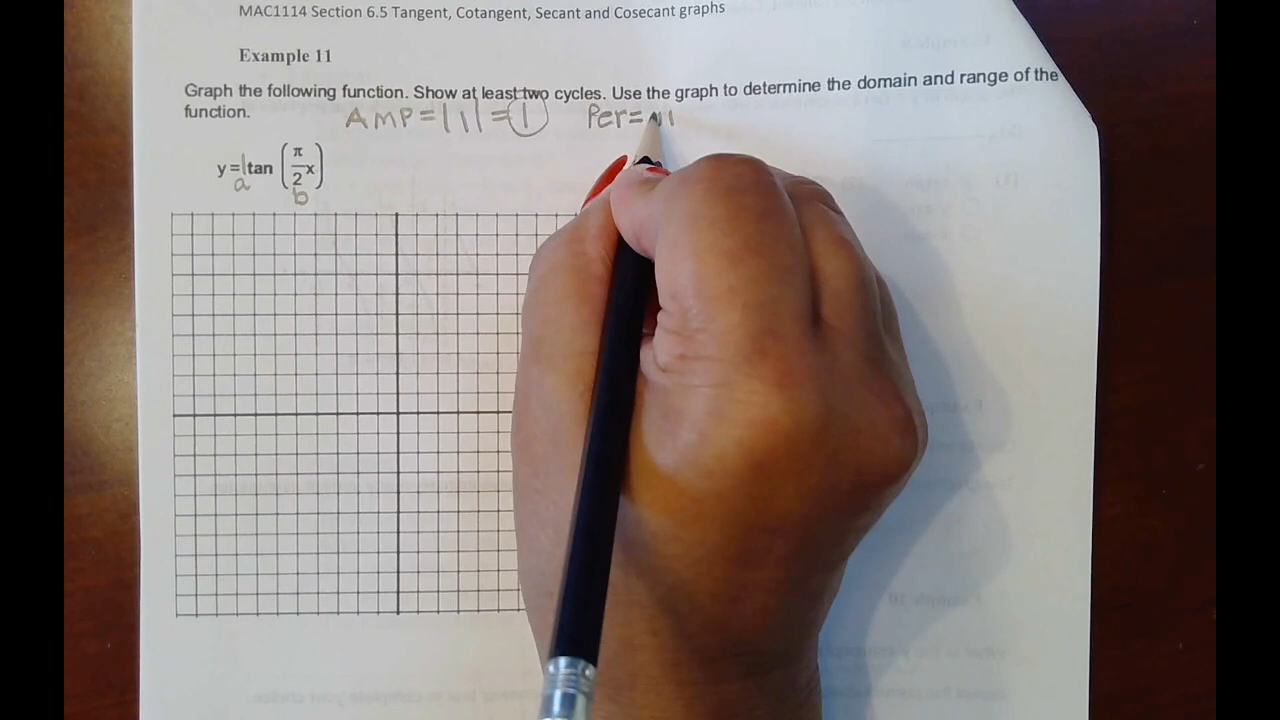 MAC1114 Section 6.5 Tangent, Cotangent, Secant and Cosecant graphs
Example 11
Graph the following function. Show at least two cycles. Use the graph to determine the domain and range of the
function. AMP = |1| = 1 Per =
y = 1 tan (π/2 x)
a b